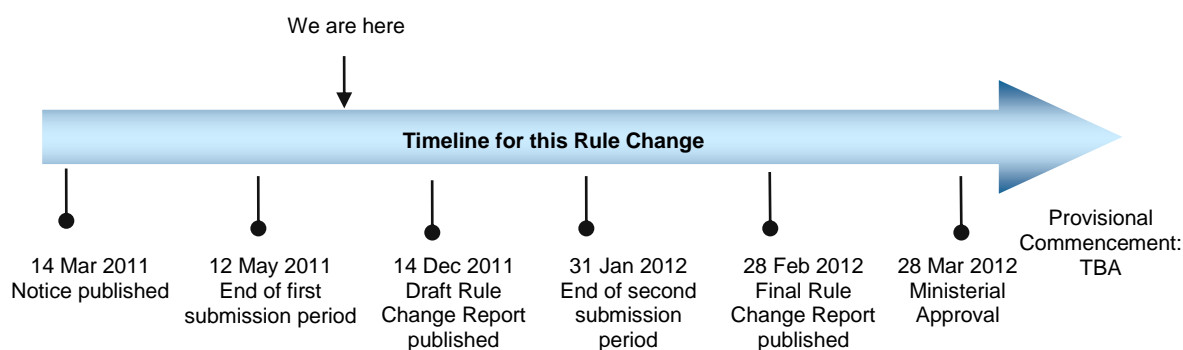 We are here
Timeline for this Rule Change
14 Mar 2011
Notice published
12 May 2011
End of first
submission period
14 Dec 2011
Draft Rule
Change Report
published
31 Jan 2012
End of second
submission
period
28 Feb 2012
Final Rule
Change Report
published
28 Mar 2012
Ministerial
Approval
Provisional
Commencement:
TBA